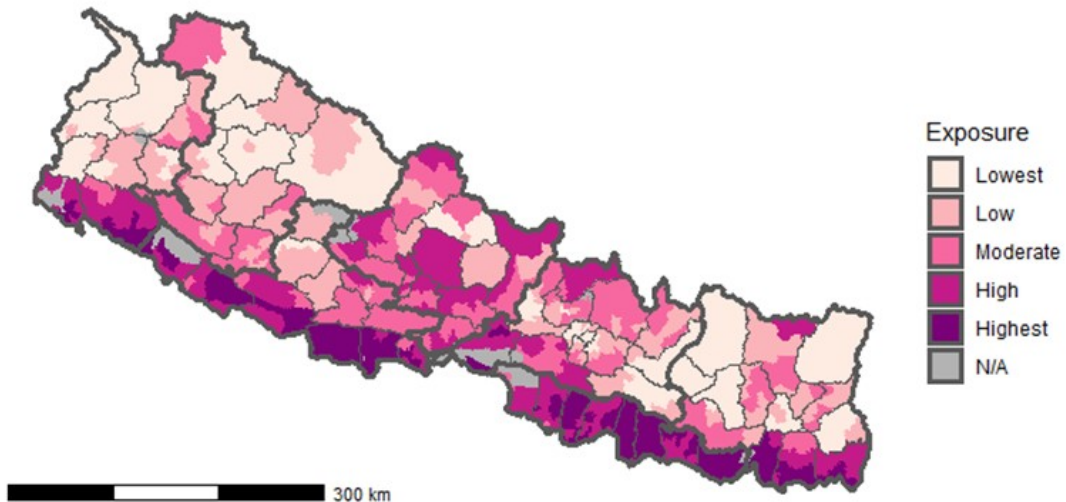 Exposure
Lowest
Low
Moderate
High
Highest
N/A
300 km